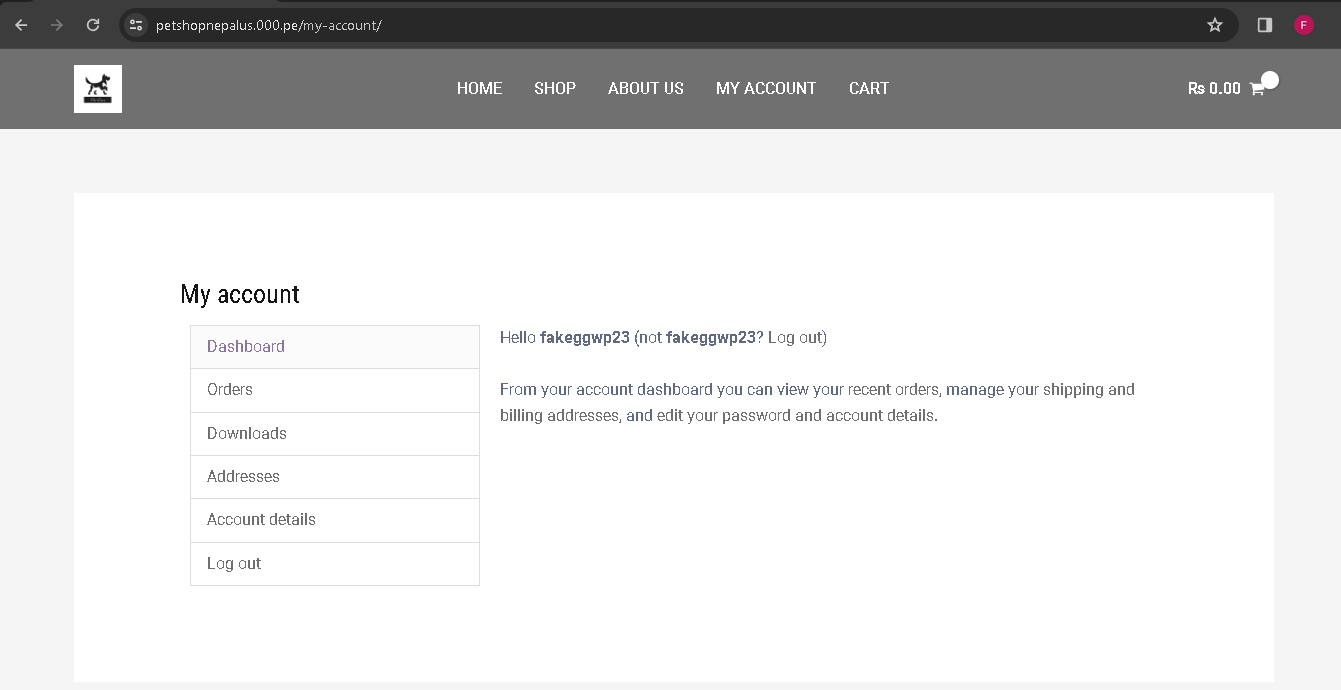 petshopnepalus.000.pe/my-account/
F
HOME SHOP ABOUT US MY ACCOUNT CART
Rs 0.00
My account
Dashboard
Orders
Downloads
Addresses
Account details
Log out
Hello fakeggwp23 (not fakeggwp23? Log out)
From your account dashboard you can view your recent orders, manage your shipping and
billing addresses, and edit your password and account details.